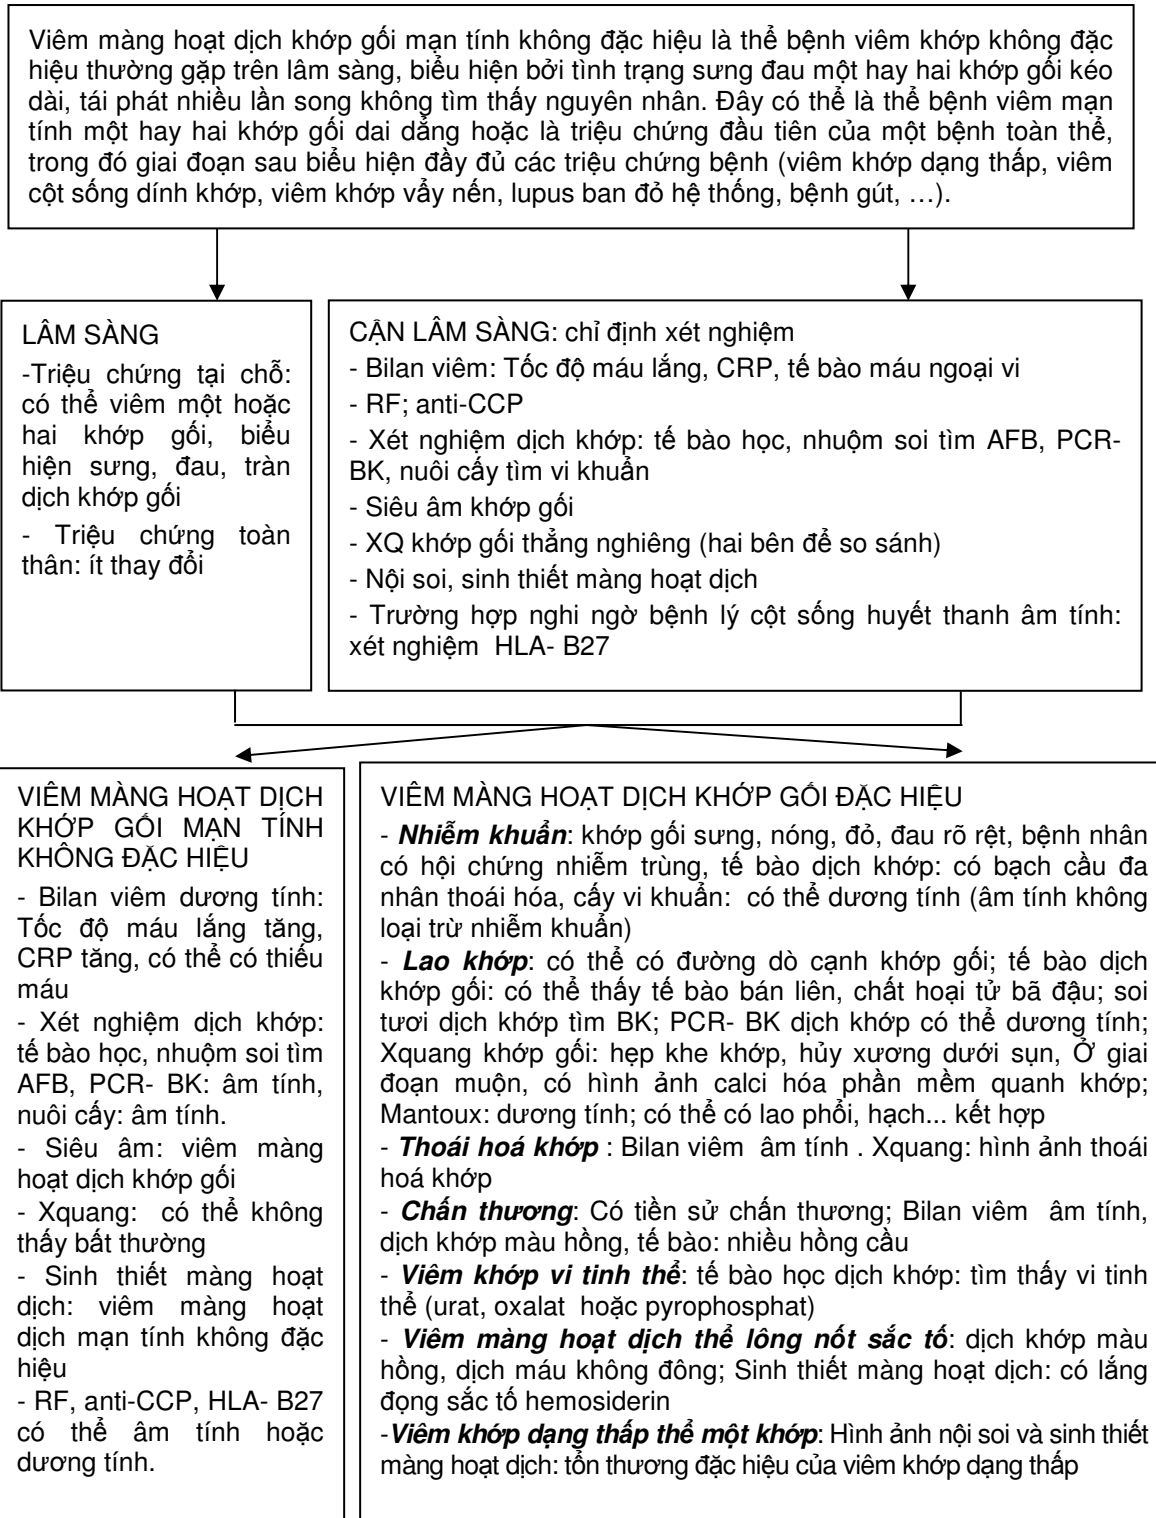 Viêm màng hoạt dịch khớp gối mạn tính không đặc hiệu là thể bệnh viêm khớp không đặc
hiệu thường gặp trên lâm sàng, biểu hiện bởi tình trạng sưng đau một hay hai khớp gối kéo
dài, tái phát nhiều lần song không tìm thấy nguyên nhân. Đây có thể là thể bệnh viêm mạn
tính một hay hai khớp gối dai dẳng hoặc là triệu chứng đầu tiên của một bệnh toàn thể,
trong đó giai đoạn sau biểu hiện đầy đủ các triệu chứng bệnh (viêm khớp dạng thấp, viêm
cột sống dính khớp, viêm khớp vẩy nến, lupus ban đỏ hệ thống, bệnh gút, …).
LÂM SÀNG
-Triệu chứng tại chỗ:
có thể viêm một hoặc
hai khớp gối, biểu
hiện sưng, đau, tràn
dịch khớp gối
- Triệu chứng toàn
thân: ít thay đổi
CẬN LÂM SÀNG: chỉ định xét nghiệm
- Bilan viêm: Tốc độ máu lắng, CRP, tế bào máu ngoại vi
- RF; anti-CCP
- Xét nghiệm dịch khớp: tế bào học, nhuộm soi tìm AFB, PCR-
BK, nuôi cấy tìm vi khuẩn
- Siêu âm khớp gối
- XQ khớp gối thẳng nghiêng (hai bên để so sánh)
- Nội soi, sinh thiết màng hoạt dịch
- Trường hợp nghi ngờ bệnh lý cột sống huyết thanh âm tính:
xét nghiệm HLA- B27
VIÊM MÀNG HOẠT DỊCH
KHỚP GỐI MẠN TÍNH
KHÔNG ĐẶC HIỆU
- Bilan viêm dương tính:
Tốc độ máu lắng tăng,
CRP tăng, có thể có thiếu
máu
- Xét nghiệm dịch khớp:
tế bào học, nhuộm soi tìm
AFB, PCR- BK: âm tính,
nuôi cấy: âm tính.
- Siêu âm: viêm màng
hoạt dịch khớp gối
- Xquang: có thể không
thấy bất thường
- Sinh thiết màng hoạt
dịch: viêm màng hoạt
dịch mạn tính không đặc
hiệu
- RF, anti-CCP, HLA- B27
có thể âm tính hoặc
dương tính.
VIÊM MÀNG HOẠT DỊCH KHỚP GỐI ĐẶC HIỆU
- Nhiễm khuẩn: khớp gối sưng, nóng, đỏ, đau rõ rệt, bệnh nhân
có hội chứng nhiễm trùng, tế bào dịch khớp: có bạch cầu đa
nhân thoái hóa, cấy vi khuẩn: có thể dương tính (âm tính không
loại trừ nhiễm khuẩn)
- Lao khớp: có thể có đường dò cạnh khớp gối; tế bào dịch
khớp gối: có thể thấy tế bào bán liên, chất hoại tử bã đậu; soi
tươi dịch khớp tìm BK; PCR- BK dịch khớp có thể dương tính;
Xquang khớp gối: hẹp khe khớp, hủy xương dưới sụn, Ở giai
đoạn muộn, có hình ảnh calci hóa phần mềm quanh khớp;
Mantoux: dương tính; có thể có lao phổi, hạch... kết hợp
- Thoái hoá khớp : Bilan viêm âm tính . Xquang: hình ảnh thoái
hoá khớp
- Chấn thương: Có tiền sử chấn thương; Bilan viêm âm tính,
dịch khớp màu hồng, tế bào: nhiều hồng cầu
- Viêm khớp vi tinh thể: tế bào học dịch khớp: tìm thấy vi tinh
thể (urat, oxalat hoặc pyrophosphat)
- Viêm màng hoạt dịch thể lông nốt sắc tố: dịch khớp màu
hồng, dịch máu không đông; Sinh thiết màng hoạt dịch: có lắng
đọng sắc tố hemosiderin
-Viêm khớp dạng thấp thể một khớp: Hình ảnh nội soi và sinh thiết
màng hoạt dịch: tổn thương đặc hiệu của viêm khớp dạng thấp